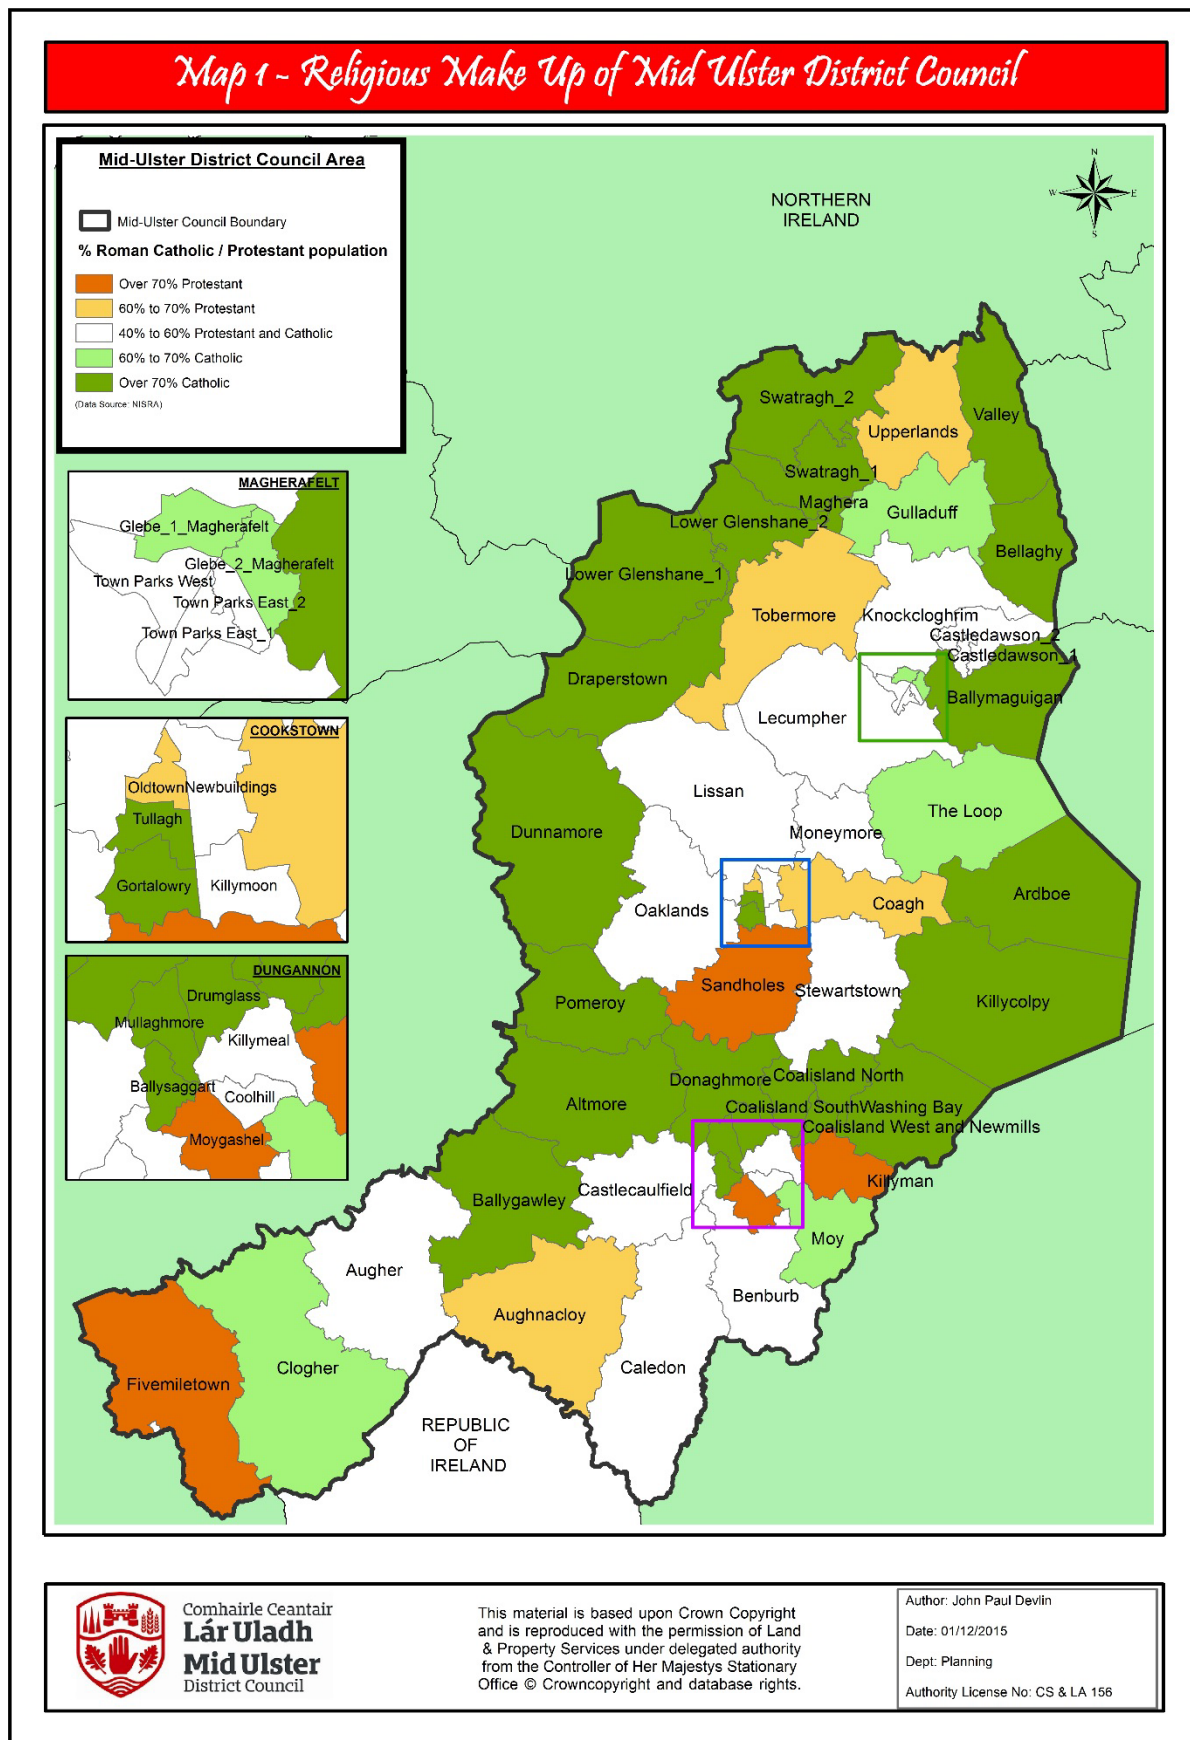 Map 1 - Religious Make Up of Mid Ulster District Council
Mid-Ulster District Council Area
Mid-Ulster Council Boundary
% Roman Catholic / Protestant population
Over 70% Protestant
60% to 70% Protestant
40% to 60% Protestant and Catholic
60% to 70% Catholic
Over 70% Catholic
(Data Source: NISRA)
NORTHERN
IRELAND
N
W
E
S
MAGHERAFELT
Glebe_1_Magherafelt
Glebe_2_Magherafelt
Town Parks West
Town Parks East_2
Town Parks East_1
COOKSTOWN
Oldtown
Newbuildings
Tullagh
Gortalowry
Killymoon
DUNGANNON
Drumglass
Mullaghmore
Killymeal
Ballysaggart
Coolhill
Moygashel
Swatragh_2
Valley
Upperlands
Swatragh_1
Maghera
Gulladuff
Lower Glenshane_2
Bellaghy
Lower Glenshane_1
Tobermore
Knockcloghrim
Castledawson_2
Castledawson_1
Draperstown
Ballymaguigan
Lecumpher
Lissan
The Loop
Dunnamore
Moneymore
Ardboe
Coagh
Oaklands
Sandholes
Stewartstown
Pomeroy
Killycolpy
Donaghmore
Coalisland North
Altmore
Coalisland South
Washing Bay
Coalisland West and Newmills
Killyman
Castlecaulfield
Ballygawley
Moy
Augher
Benburb
Aughnacloy
Clogher
Caledon
Fivemiletown
REPUBLIC
OF
IRELAND
Comhairle Ceantair
Lár Uladh
Mid Ulster
District Council
This material is based upon Crown Copyright
and is reproduced with the permission of Land
& Property Services under delegated authority
from the Controller of Her Majestys Stationary
Office © Crowncopyright and database rights.
Author: John Paul Devlin
Date: 01/12/2015
Dept: Planning
Authority License No: CS & LA 156